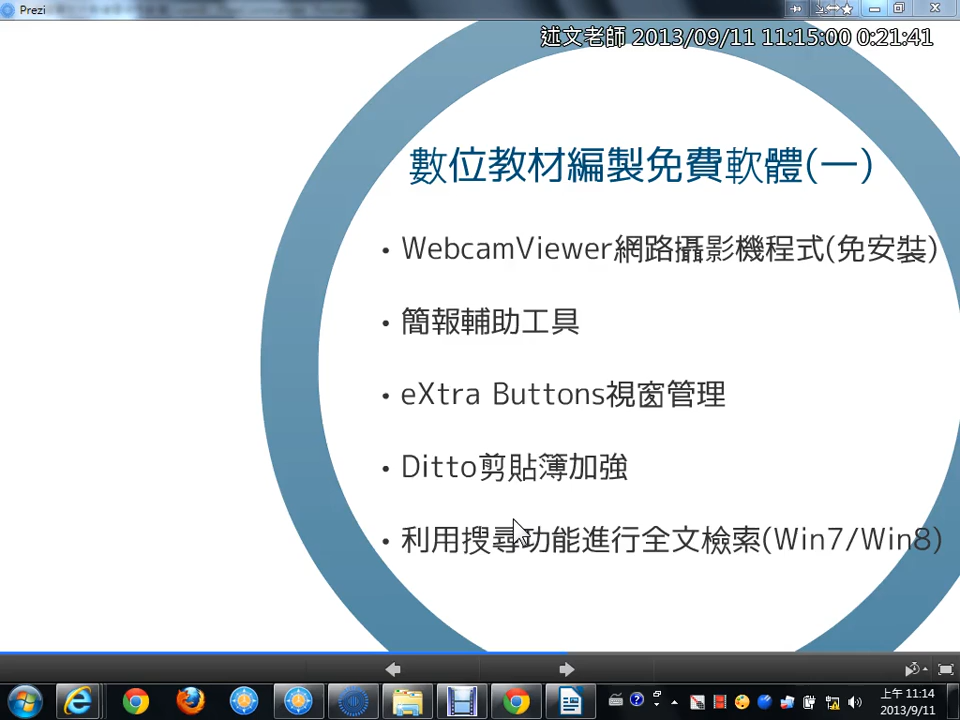 Prezi
述文老師 2013/09/11 11:15:00 0:21:41
數位教材編製免費軟體(一)
• WebcamViewer網路攝影機程式(免安裝)
• 簡報輔助工具
• eXtra Buttons視窗管理
• Ditto剪貼簿加強
• 利用搜尋功能進行全文檢索(Win7/Win8)
上午 11:14
2013/9/11